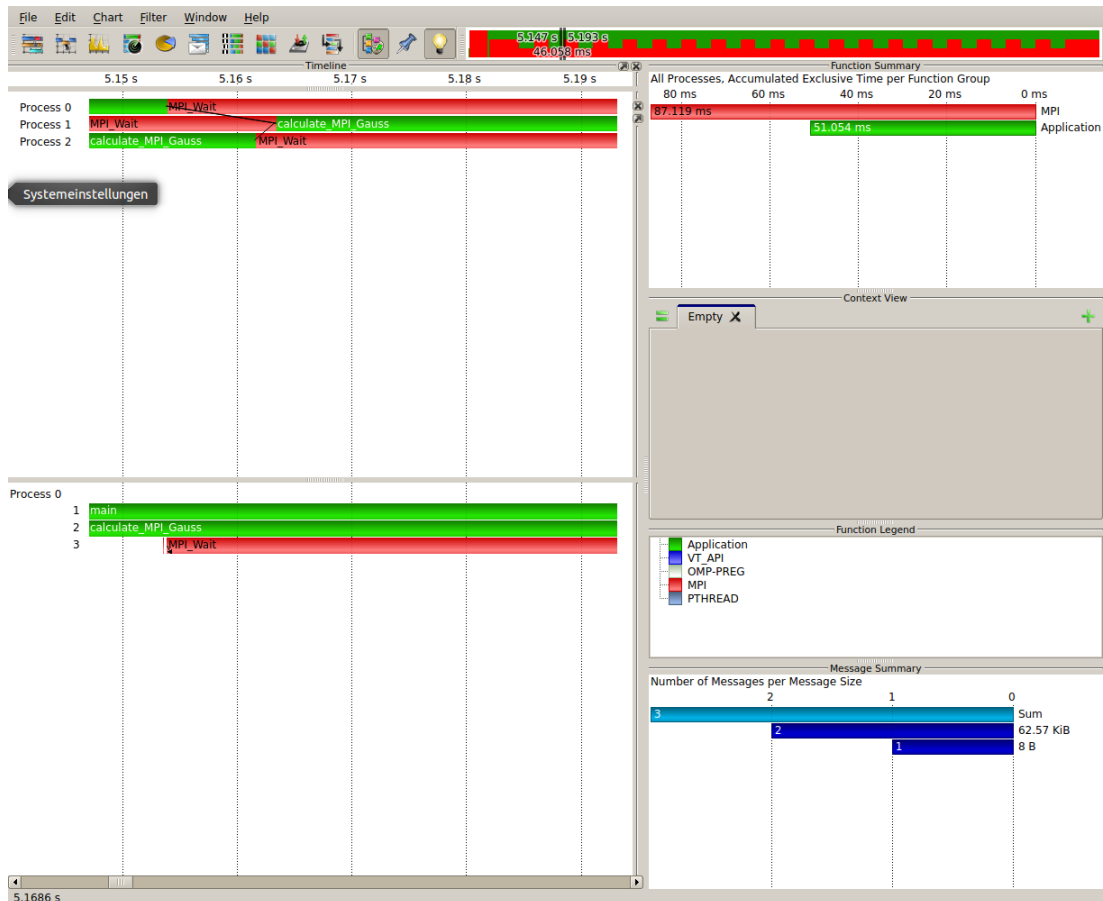 File Edit Chart Filter Window Help
5.147 s 5.193 s
46.058 ms
Timeline
5.15 s 5.16 s 5.17 s 5.18 s 5.19 s
Process 0 MPI_Wait
Process 1 MPI_Wait calculate_MPI_Gauss
Process 2 calculate_MPI_Gauss MPI_Wait
Systemeinstellungen
Process 0
1 main
2 calculate_MPI_Gauss
3 MPI_Wait
5.1686 s
Function Summary
All Processes, Accumulated Exclusive Time per Function Group
80 ms 60 ms 40 ms 20 ms 0 ms
87.119 ms MPI
51.054 ms Application
Context View
Empty
Function Legend
Application
VT_API
OMP-PREG
MPI
PTHREAD
Message Summary
Number of Messages per Message Size
2 1 0
3 Sum
2 62.57 KiB
1 8 B